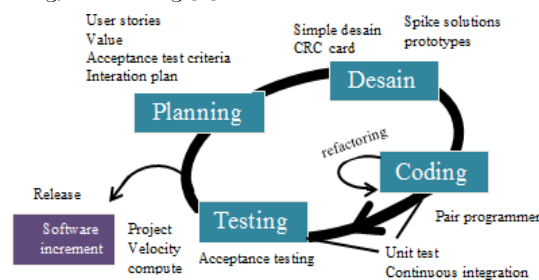 User stories
Value
Acceptance test criteria
Interation plan
Simple desain
CRC card
Spike solutions
prototypes
Desain
Planning
refactoring
Coding
Release
Software
increment
Project
Velocity
compute
Testing
Acceptance testing
Pair programmer
Unit test
Continuous integration